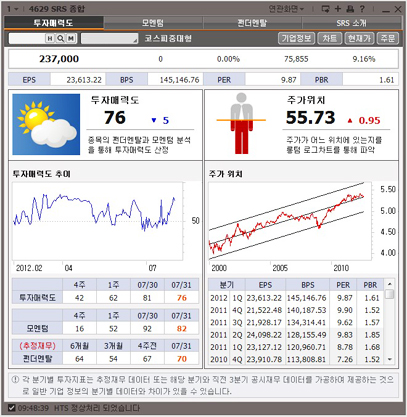 1 4629 SRS 종합 연관화면
투자매력도 모멘텀 펀더멘탈 SRS 소개
H M 코스피중대형 기업정보 차트 현재가 주문
237,000 0 0.00% 75,855 9.16%
EPS 23,613.22 BPS 145,146.76 PER 9.87 PBR 1.61
투자매력도
76 ▼ 5
종목의 펀더멘탈과 모멘텀 분석
을 통해 투자매력도 산정
주가위치
55.73 ▲ 0.95
주가가 어느 위치에 있는지를
롱텀 로그차트를 통해 파악
투자매력도 추이
50
2012.02 04 07
주가 위치
5.50
5.00
4.50
4.00
2000 2005 2010
4주 1주 07/30 07/31
투자매력도 42 62 81 76
4주 1주 07/30 07/31
모멘텀 16 52 92 82
(추정재무) 6개월 3개월 4주전 07/31
펀더멘탈 64 54 67 70
분기 EPS BPS PER PBR
2012 1Q 23,613.22 145,146.76 9.87 1.61
2011 4Q 21,522.48 140,187.53 9.90 1.52
2011 3Q 21,928.17 134,314.41 9.62 1.57
2011 2Q 24,098.22 128,155.49 9.83 1.85
2011 1Q 23,127.12 120,960.71 8.78 1.68
2010 4Q 23,910.78 113,808.81 7.26 1.52
ⓘ 각 분기별 투자지표는 추정재무 데이터 또는 해당 분기와 직전 3분기 공시재무 데이터를 가공하여 제공하는 것으로 일반 기업 정보의 분기별 데이터와 차이가 있을 수 있습니다.
09:48:39 HTS 정상처리 되었습니다